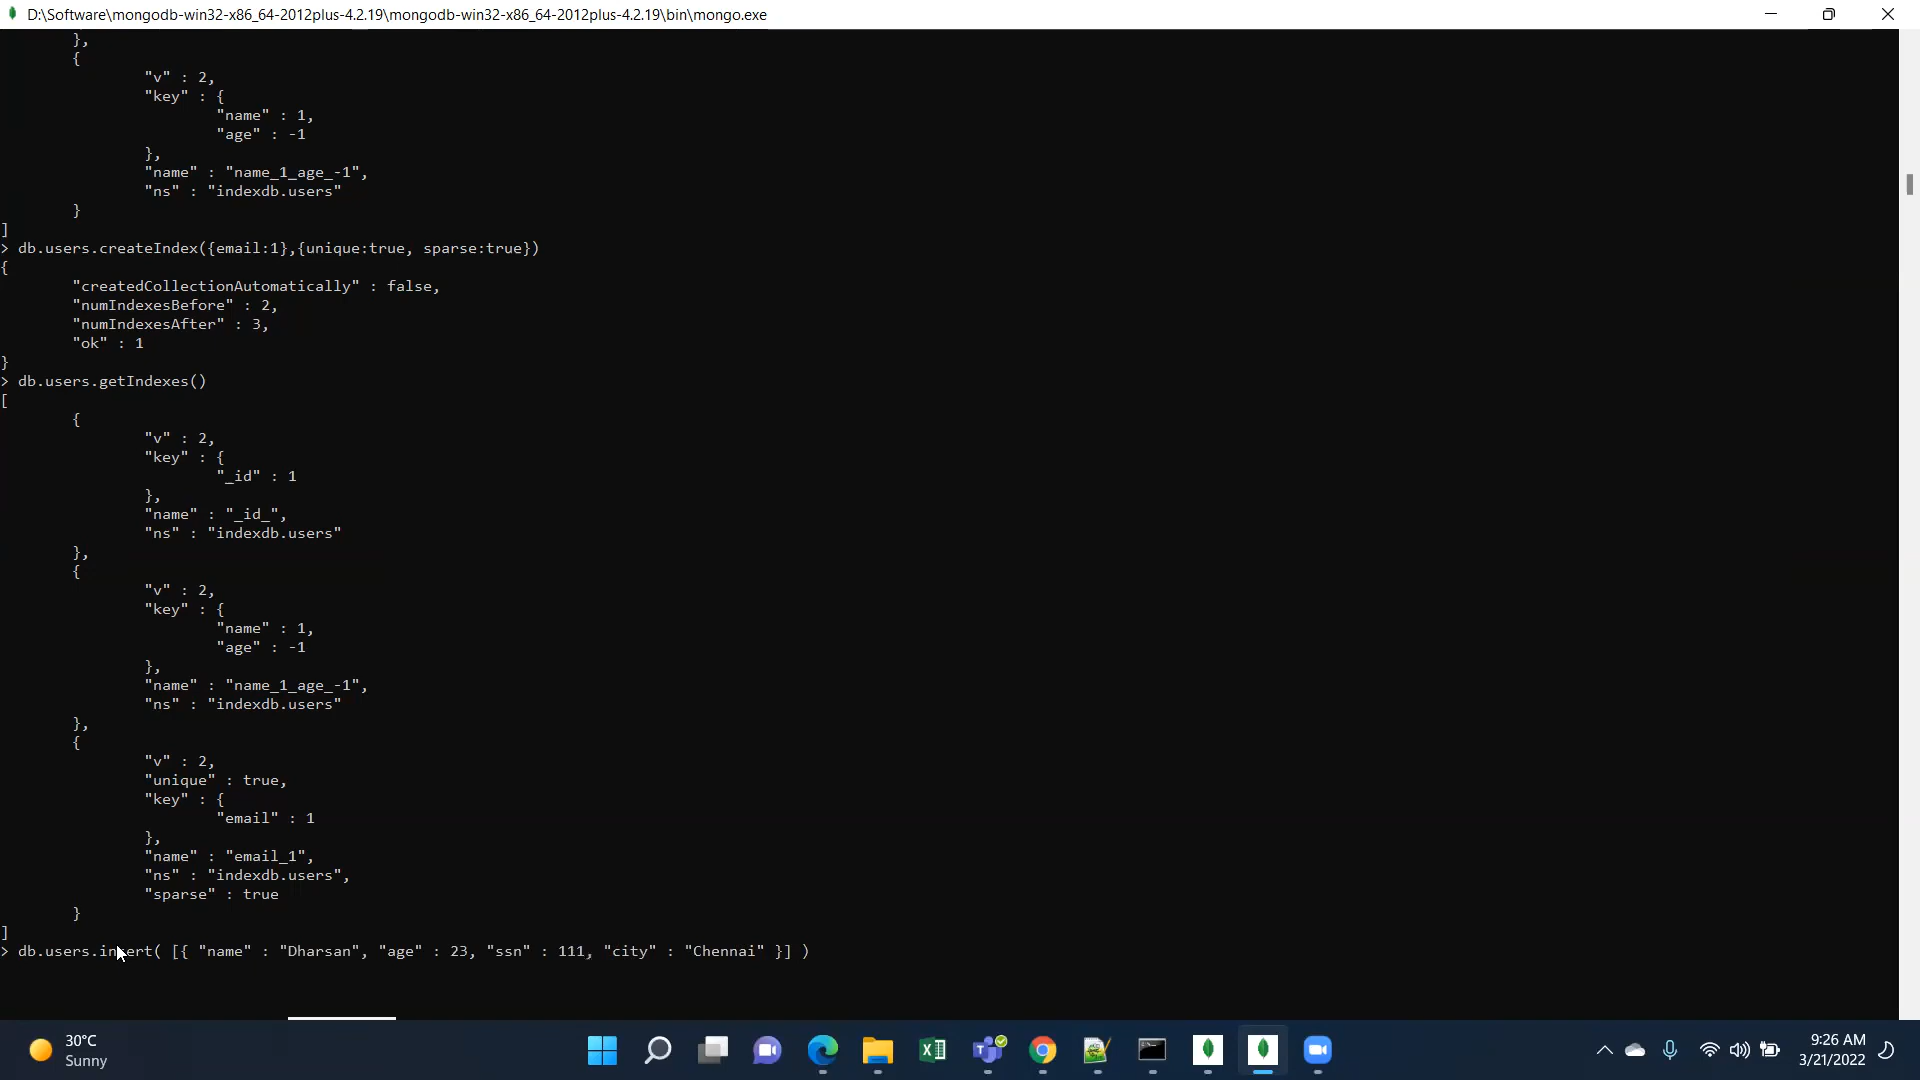 D:\Software\mongodb-win32-x86_64-2012plus-4.2.19\mongodb-win32-x86_64-2012plus-4.2.19\bin\mongo.exe
},
{
"v" : 2,
"key" : {
"name" : 1,
"age" : -1
},
"name" : "name_1_age_-1",
"ns" : "indexdb.users"
}
]
> db.users.createIndex({email:1},{unique:true, sparse:true})
{
"createdCollectionAutomatically" : false,
"numIndexesBefore" : 2,
"numIndexesAfter" : 3,
"ok" : 1
}
> db.users.getIndexes()
[
{
"v" : 2,
"key" : {
"_id" : 1
},
"name" : "_id_",
"ns" : "indexdb.users"
},
{
"v" : 2,
"key" : {
"name" : 1,
"age" : -1
},
"name" : "name_1_age_-1",
"ns" : "indexdb.users"
},
{
"v" : 2,
"unique" : true,
"key" : {
"email" : 1
},
"name" : "email_1",
"ns" : "indexdb.users",
"sparse" : true
}
]
> db.users.insert( [{ "name" : "Dharsan", "age" : 23, "ssn" : 111, "city" : "Chennai" }] )
30°C
Sunny
9:26 AM
3/21/2022